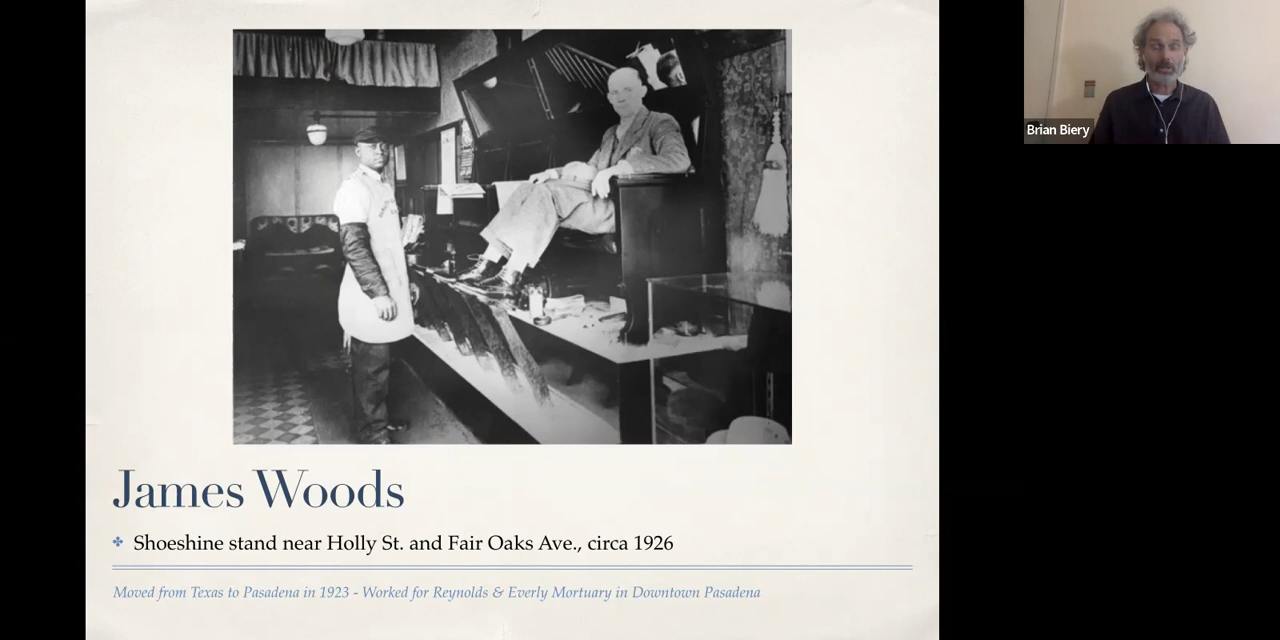 Brian Biery
James Woods
Shoeshine stand near Holly St. and Fair Oaks Ave., circa 1926
Moved from Texas to Pasadena in 1923 - Worked for Reynolds & Everly Mortuary in Downtown Pasadena